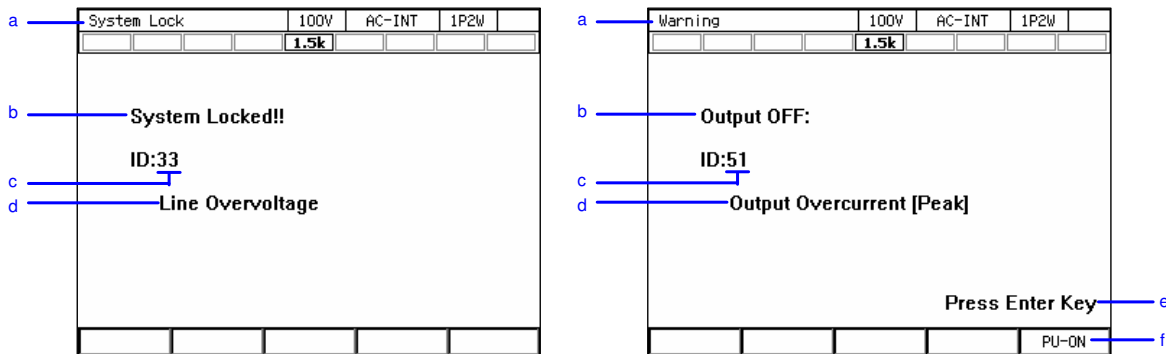 a System Lock 100V AC-INT 1P2W
1.5k
b System Locked!!
ID:33
c
d Line Overvoltage
a Warning 100V AC-INT 1P2W
1.5k
b Output OFF:
ID:51
c
d Output Overcurrent [Peak]
Press Enter Key e
PU-ON f